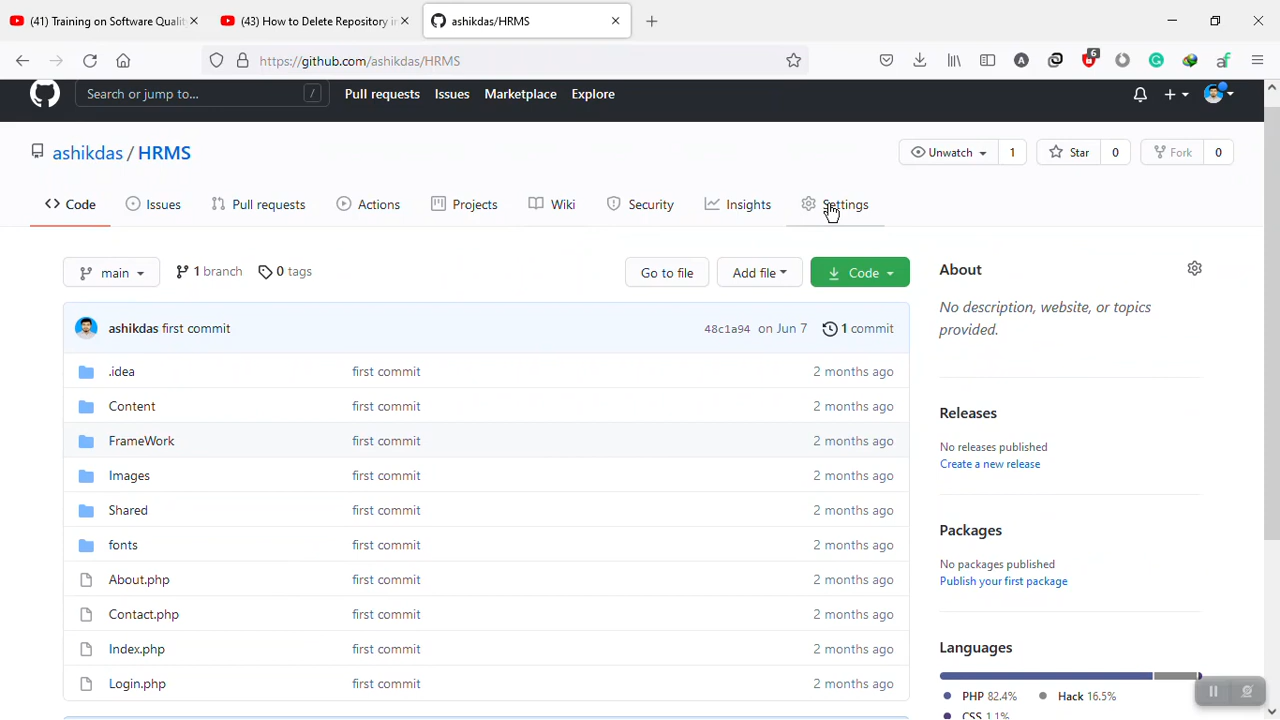 (41) Training on Software Qualit
(43) How to Delete Repository i
ashikdas/HRMS
https://github.com/ashikdas/HRMS
A
6
af
Search or jump to...
/
Pull requests
Issues
Marketplace
Explore
ashikdas / HRMS
Unwatch
1
Star
0
Fork
0
Code
Issues
Pull requests
Actions
Projects
Wiki
Security
Insights
Settings
main
1 branch
0 tags
Go to file
Add file
Code
ashikdas first commit
48c1a94 on Jun 7
1 commit
.idea first commit 2 months ago
Content first commit 2 months ago
FrameWork first commit 2 months ago
Images first commit 2 months ago
Shared first commit 2 months ago
fonts first commit 2 months ago
About.php first commit 2 months ago
Contact.php first commit 2 months ago
Index.php first commit 2 months ago
Login.php first commit 2 months ago
About
No description, website, or topics
provided.
Releases
No releases published
Create a new release
Packages
No packages published
Publish your first package
Languages
PHP 82.4% Hack 16.5%
CSS 1.1%